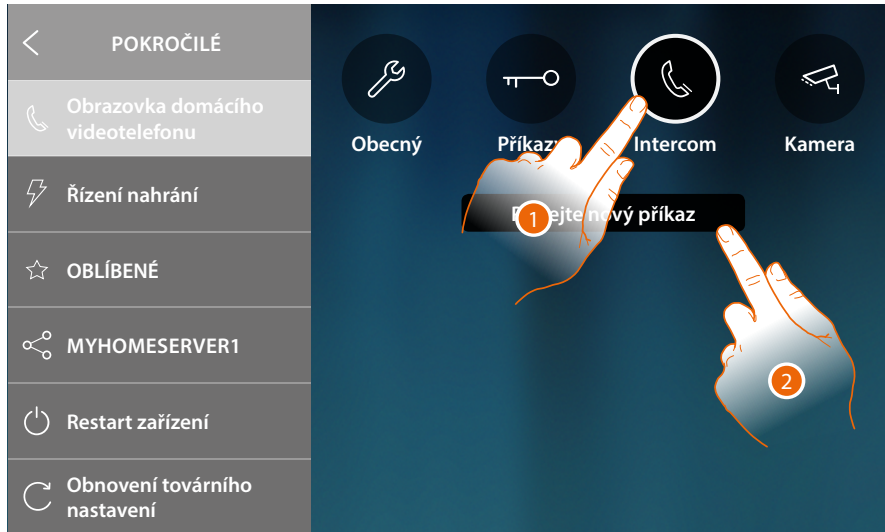 POKROČILÉ
Obrazovka domácího
videotelefonu
Řízení nahrání
OBLÍBENÉ
MYHOMESERVER1
Restart zařízení
Obnovení továrního
nastavení
Obecný
Intercom
Kamera
1
nový příkaz
2